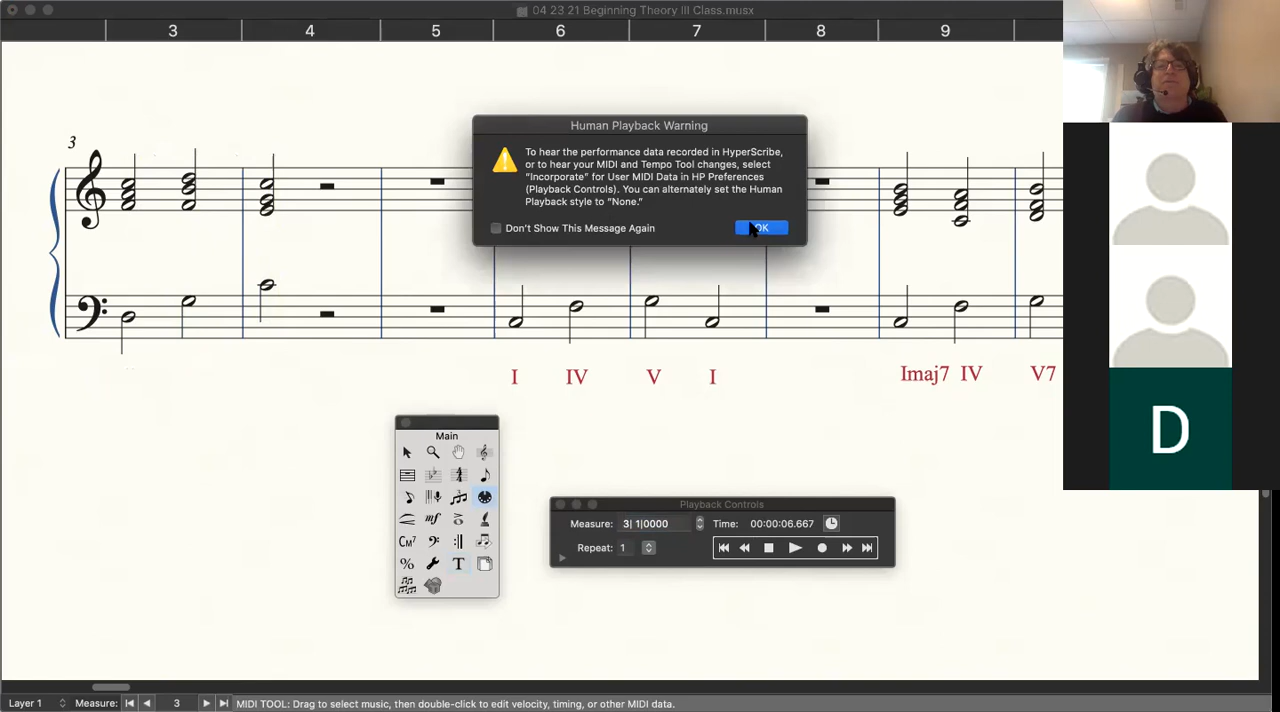 04 23 21 Beginning Theory III Class.musx
3 4 5 6 7 8 9
Human Playback Warning
To hear the performance data recorded in HyperScribe,
or to hear your MIDI and Tempo Tool changes, select
"Incorporate" for User MIDI Data in HP Preferences
(Playback Controls). You can alternately set the Human
Playback style to "None."
Don't Show This Message Again
OK
3
I IV V I Imaj7 IV V7
Main
CM7
mf
%
T
Playback Controls
Measure: 3| 1|0000 Time: 00:00:06.667
Repeat: 1
D
Layer 1 Measure: 3 MIDI TOOL: Drag to select music, then double-click to edit velocity, timing, or other MIDI data.